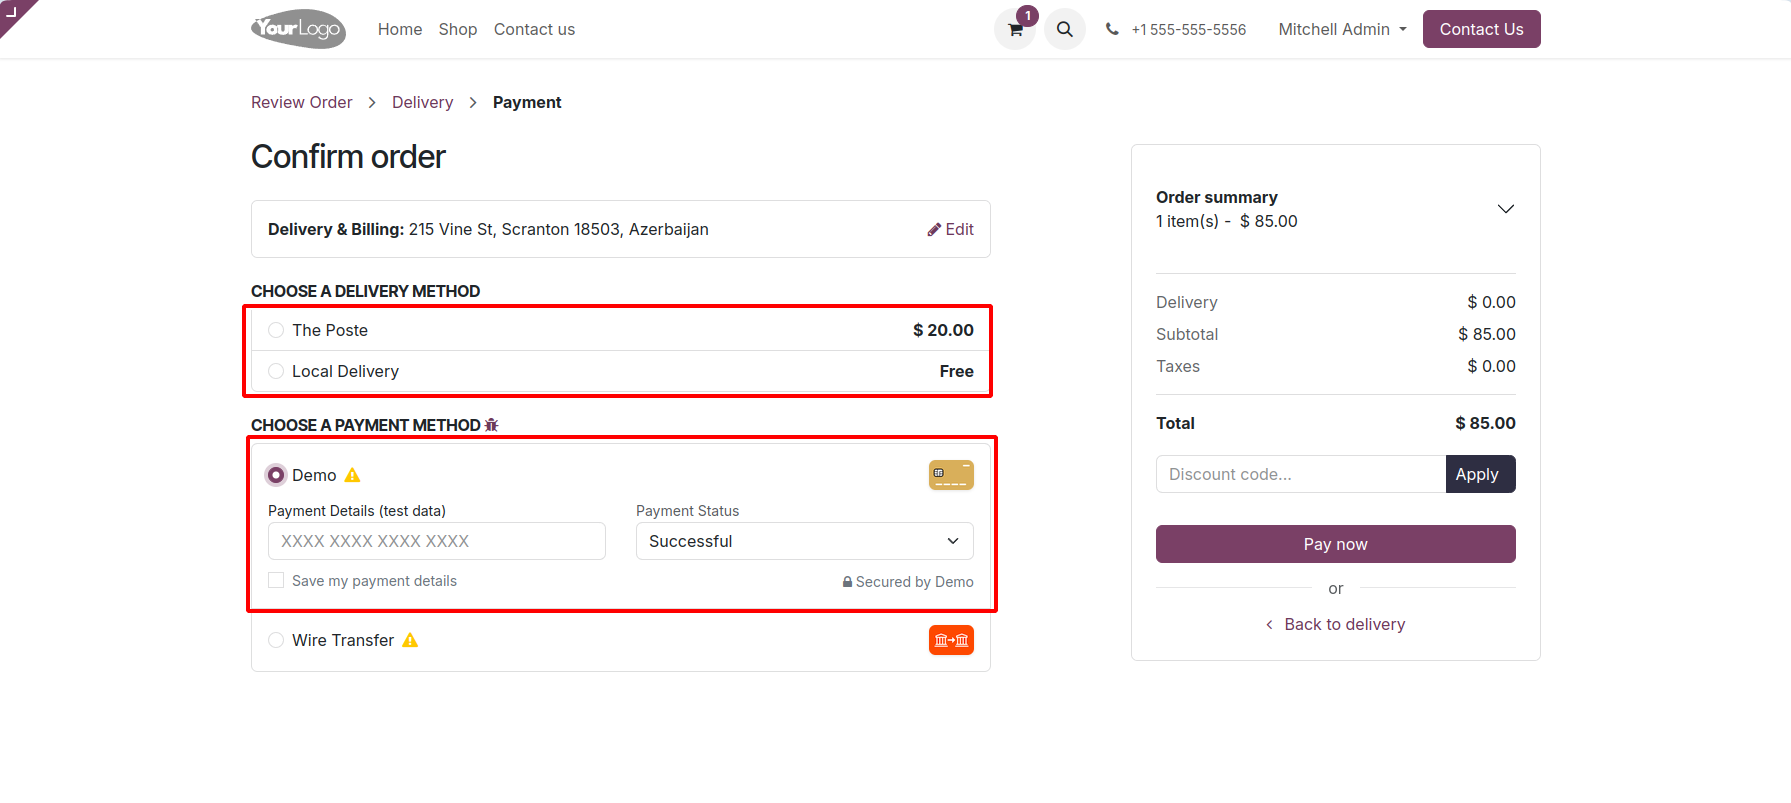 YourLogo Home Shop Contact us 1 +1 555-555-5556 Mitchell Admin Contact Us
Review Order > Delivery > Payment
Confirm order
Delivery & Billing: 215 Vine St, Scranton 18503, Azerbaijan Edit
CHOOSE A DELIVERY METHOD
The Poste $ 20.00
Local Delivery Free
CHOOSE A PAYMENT METHOD
Demo
Payment Details (test data) Payment Status
XXXX XXXX XXXX XXXX Successful
Save my payment details Secured by Demo
Wire Transfer
Order summary
1 item(s) - $ 85.00
Delivery $ 0.00
Subtotal $ 85.00
Taxes $ 0.00
Total $ 85.00
Discount code... Apply
Pay now
or
< Back to delivery